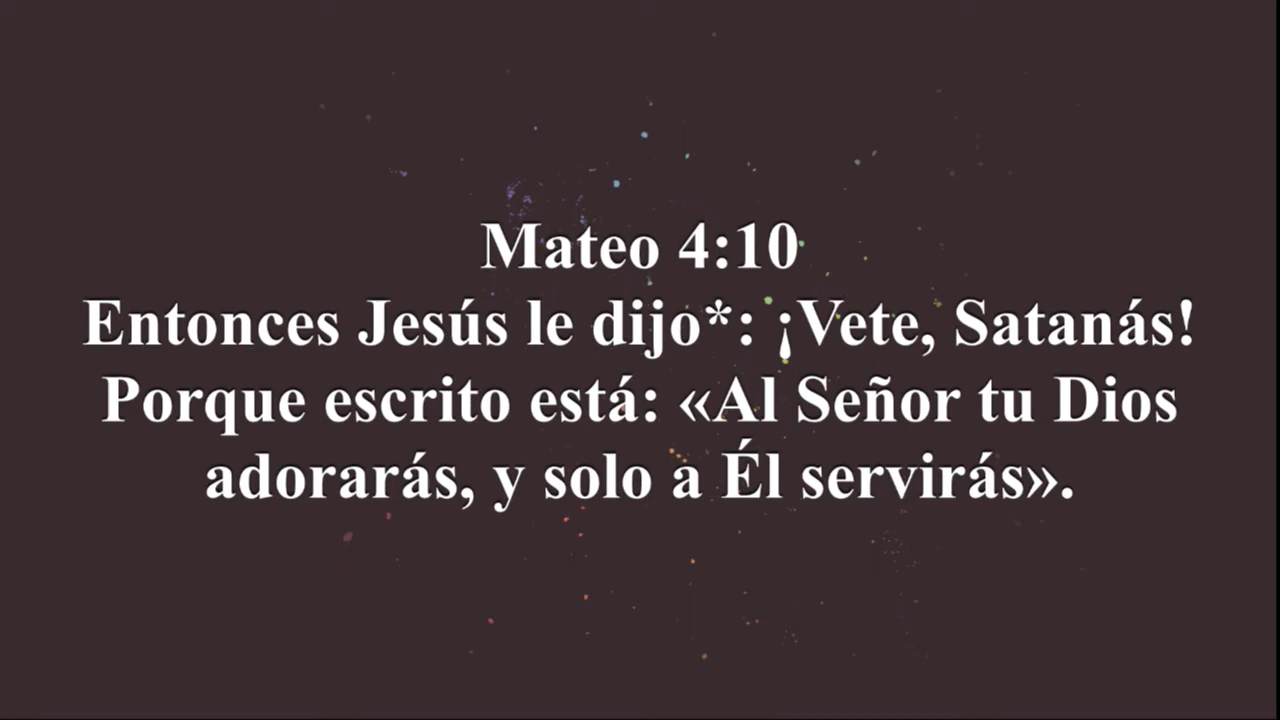 Mateo 4:10
Entonces Jesús le dijo*: ¡Vete, Satanás!
Porque escrito está: «Al Señor tu Dios
adorarás, y solo a Él servirás».